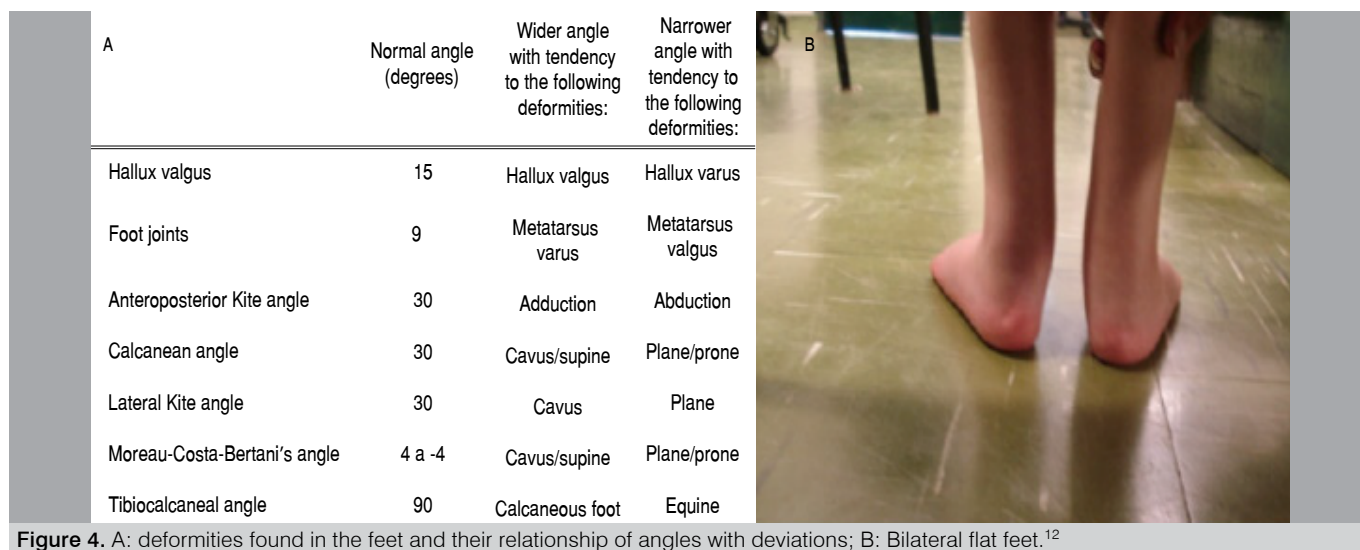 A
Normal angle
(degrees)
Wider angle
with tendency
to the following
deformities:
Narrower
angle with
tendency to
the following
deformities:
Hallux valgus 15 Hallux valgus Hallux varus
Foot joints 9 Metatarsus varus Metatarsus valgus
Anteroposterior Kite angle 30 Adduction Abduction
Calcanean angle 30 Cavus/supine Plane/prone
Lateral Kite angle 30 Cavus Plane
Moreau-Costa-Bertani's angle 4 a -4 Cavus/supine Plane/prone
Tibiocalcaneal angle 90 Calcaneous foot Equine
B
Figure 4. A: deformities found in the feet and their relationship of angles with deviations; B: Bilateral flat feet.12